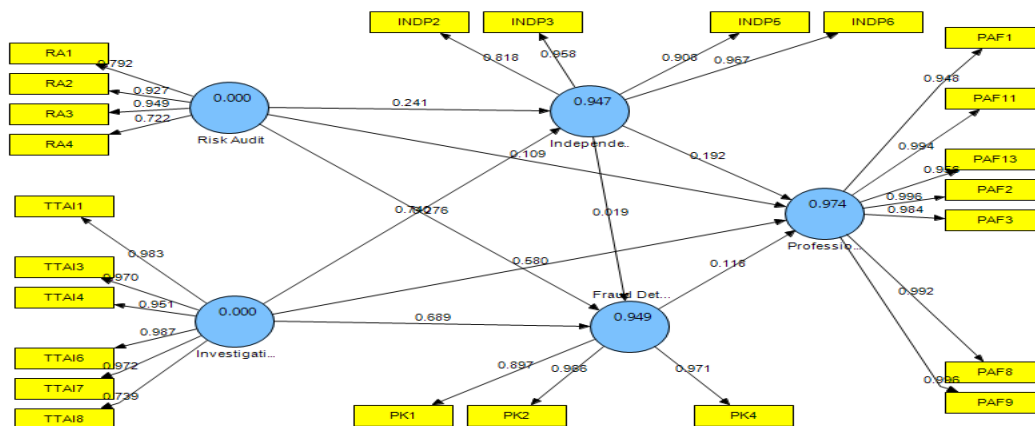 INDP2
INDP3
INDP5
INDP6
PAF1
RA1
0.792
0.818
0.958
0.908
0.967
RA2
0.927
0.000
0.947
0.948
PAF11
RA3
0.949
0.241
RA4
0.722
Risk Audit
Independe..
0.109
0.192
0.994
PAF13
0.996
PAF2
TTAI1
0.974
0.984
PAF3
0.019
Professio..
0.983
0.580
TTAI3
0.970
TTAI4
0.951
0.118
0.992
Fraud Det..
0.000
0.689
0.949
0.987
TTAI6
Investigati..
0.972
0.897
0.971
PAF8
TTAI7
0.739
0.996
PAF9
TTAI8
PK1
PK2
PK4